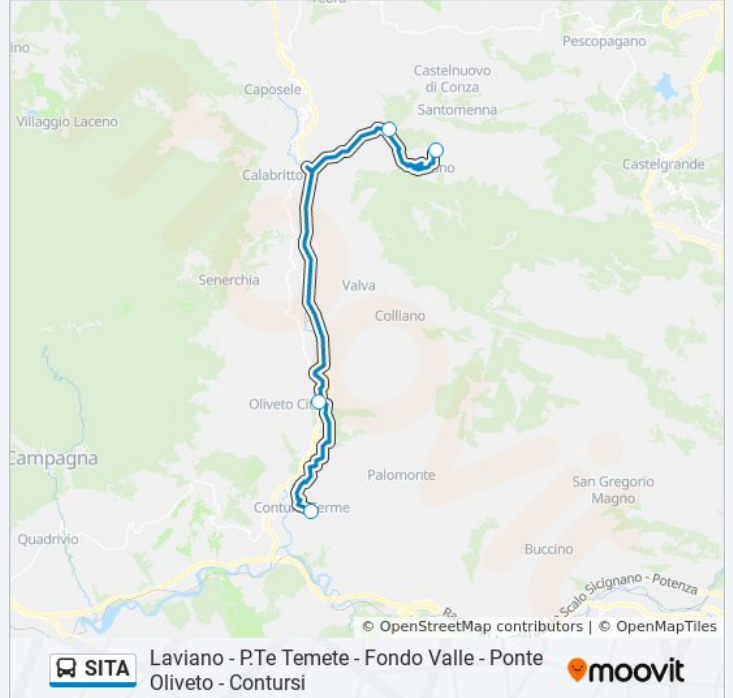 Pescopagano
Castelnuovo
di Conza
Caposele
Santomenna
Villaggio Laceno
Castelgrande
Calabritto
Senerchia
Valva
Colliano
Oliveto Ci
Campagna
Palomonte
San Gregorio
Magno
Contu erme
Quadrivio
Buccino
Scalo Sicignano - Potenza
© OpenStreetMap contributors | © OpenMapTiles
SITA
Laviano - P.Te Temete - Fondo Valle - Ponte
Oliveto - Contursi
moovit